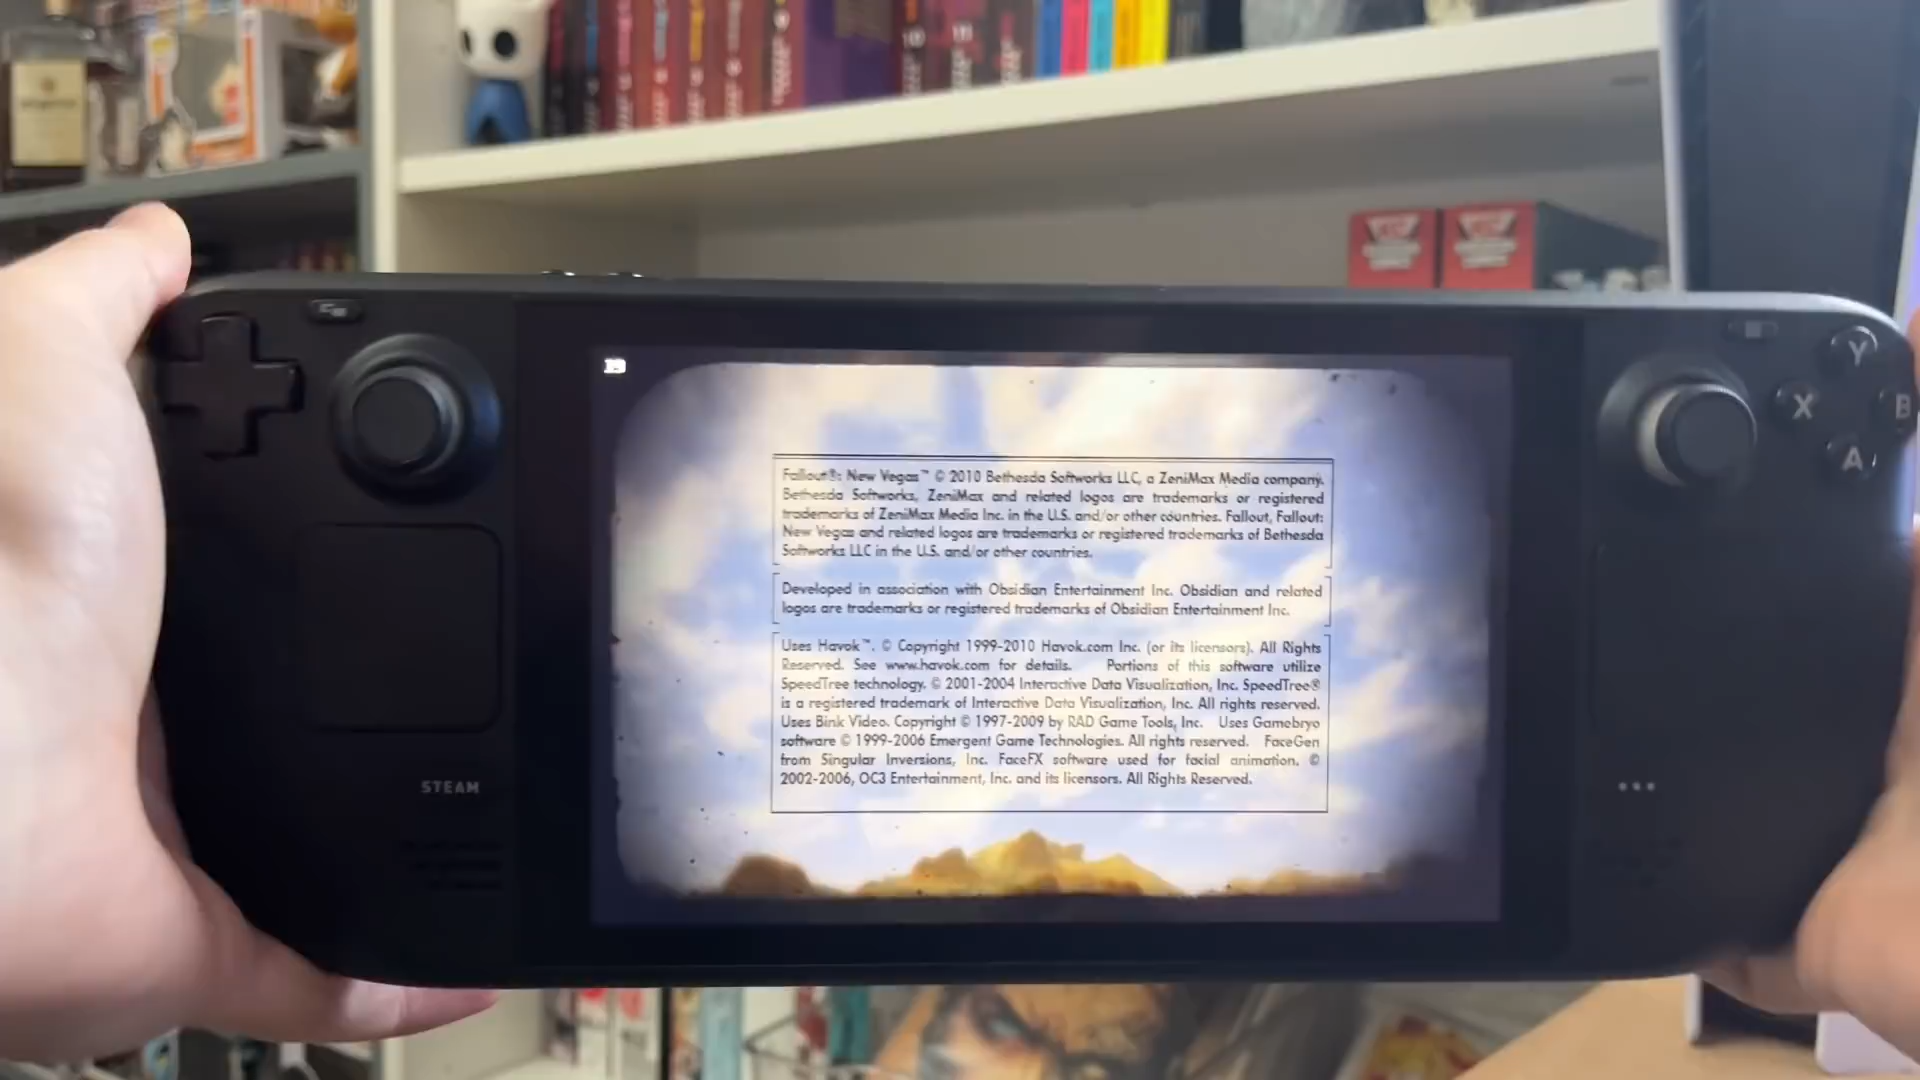 Fallout®: New Vegas™ © 2010 Bethesda Softworks LLC, a ZeniMax Media company.
Bethesda Softworks, ZeniMax and related logos are trademarks or registered
trademarks of ZeniMax Media Inc. in the U.S. and/or other countries. Fallout, Fallout:
New Vegas and related logos are trademarks or registered trademarks of Bethesda
Softworks LLC in the U.S. and/or other countries.
Developed in association with Obsidian Entertainment Inc. Obsidian and related
logos are trademarks or registered trademarks of Obsidian Entertainment Inc.
Uses Havok™. © Copyright 1999-2010 Havok.com Inc. (or its licensors). All Rights
Reserved. See www.havok.com for details. Portions of this software utilize
SpeedTree technology. © 2001-2004 Interactive Data Visualization, Inc. SpeedTree®
is a registered trademark of Interactive Data Visualization, Inc. All rights reserved.
Uses Bink Video. Copyright © 1997-2009 by RAD Game Tools, Inc. Uses Gamebryo
software © 1999-2006 Emergent Game Technologies. All rights reserved. FaceGen
from Singular Inversions, Inc. FaceFX software used for facial animation. ©
2002-2006, OC3 Entertainment, Inc. and its licensors. All Rights Reserved.
STEAM
Y
X
B
A